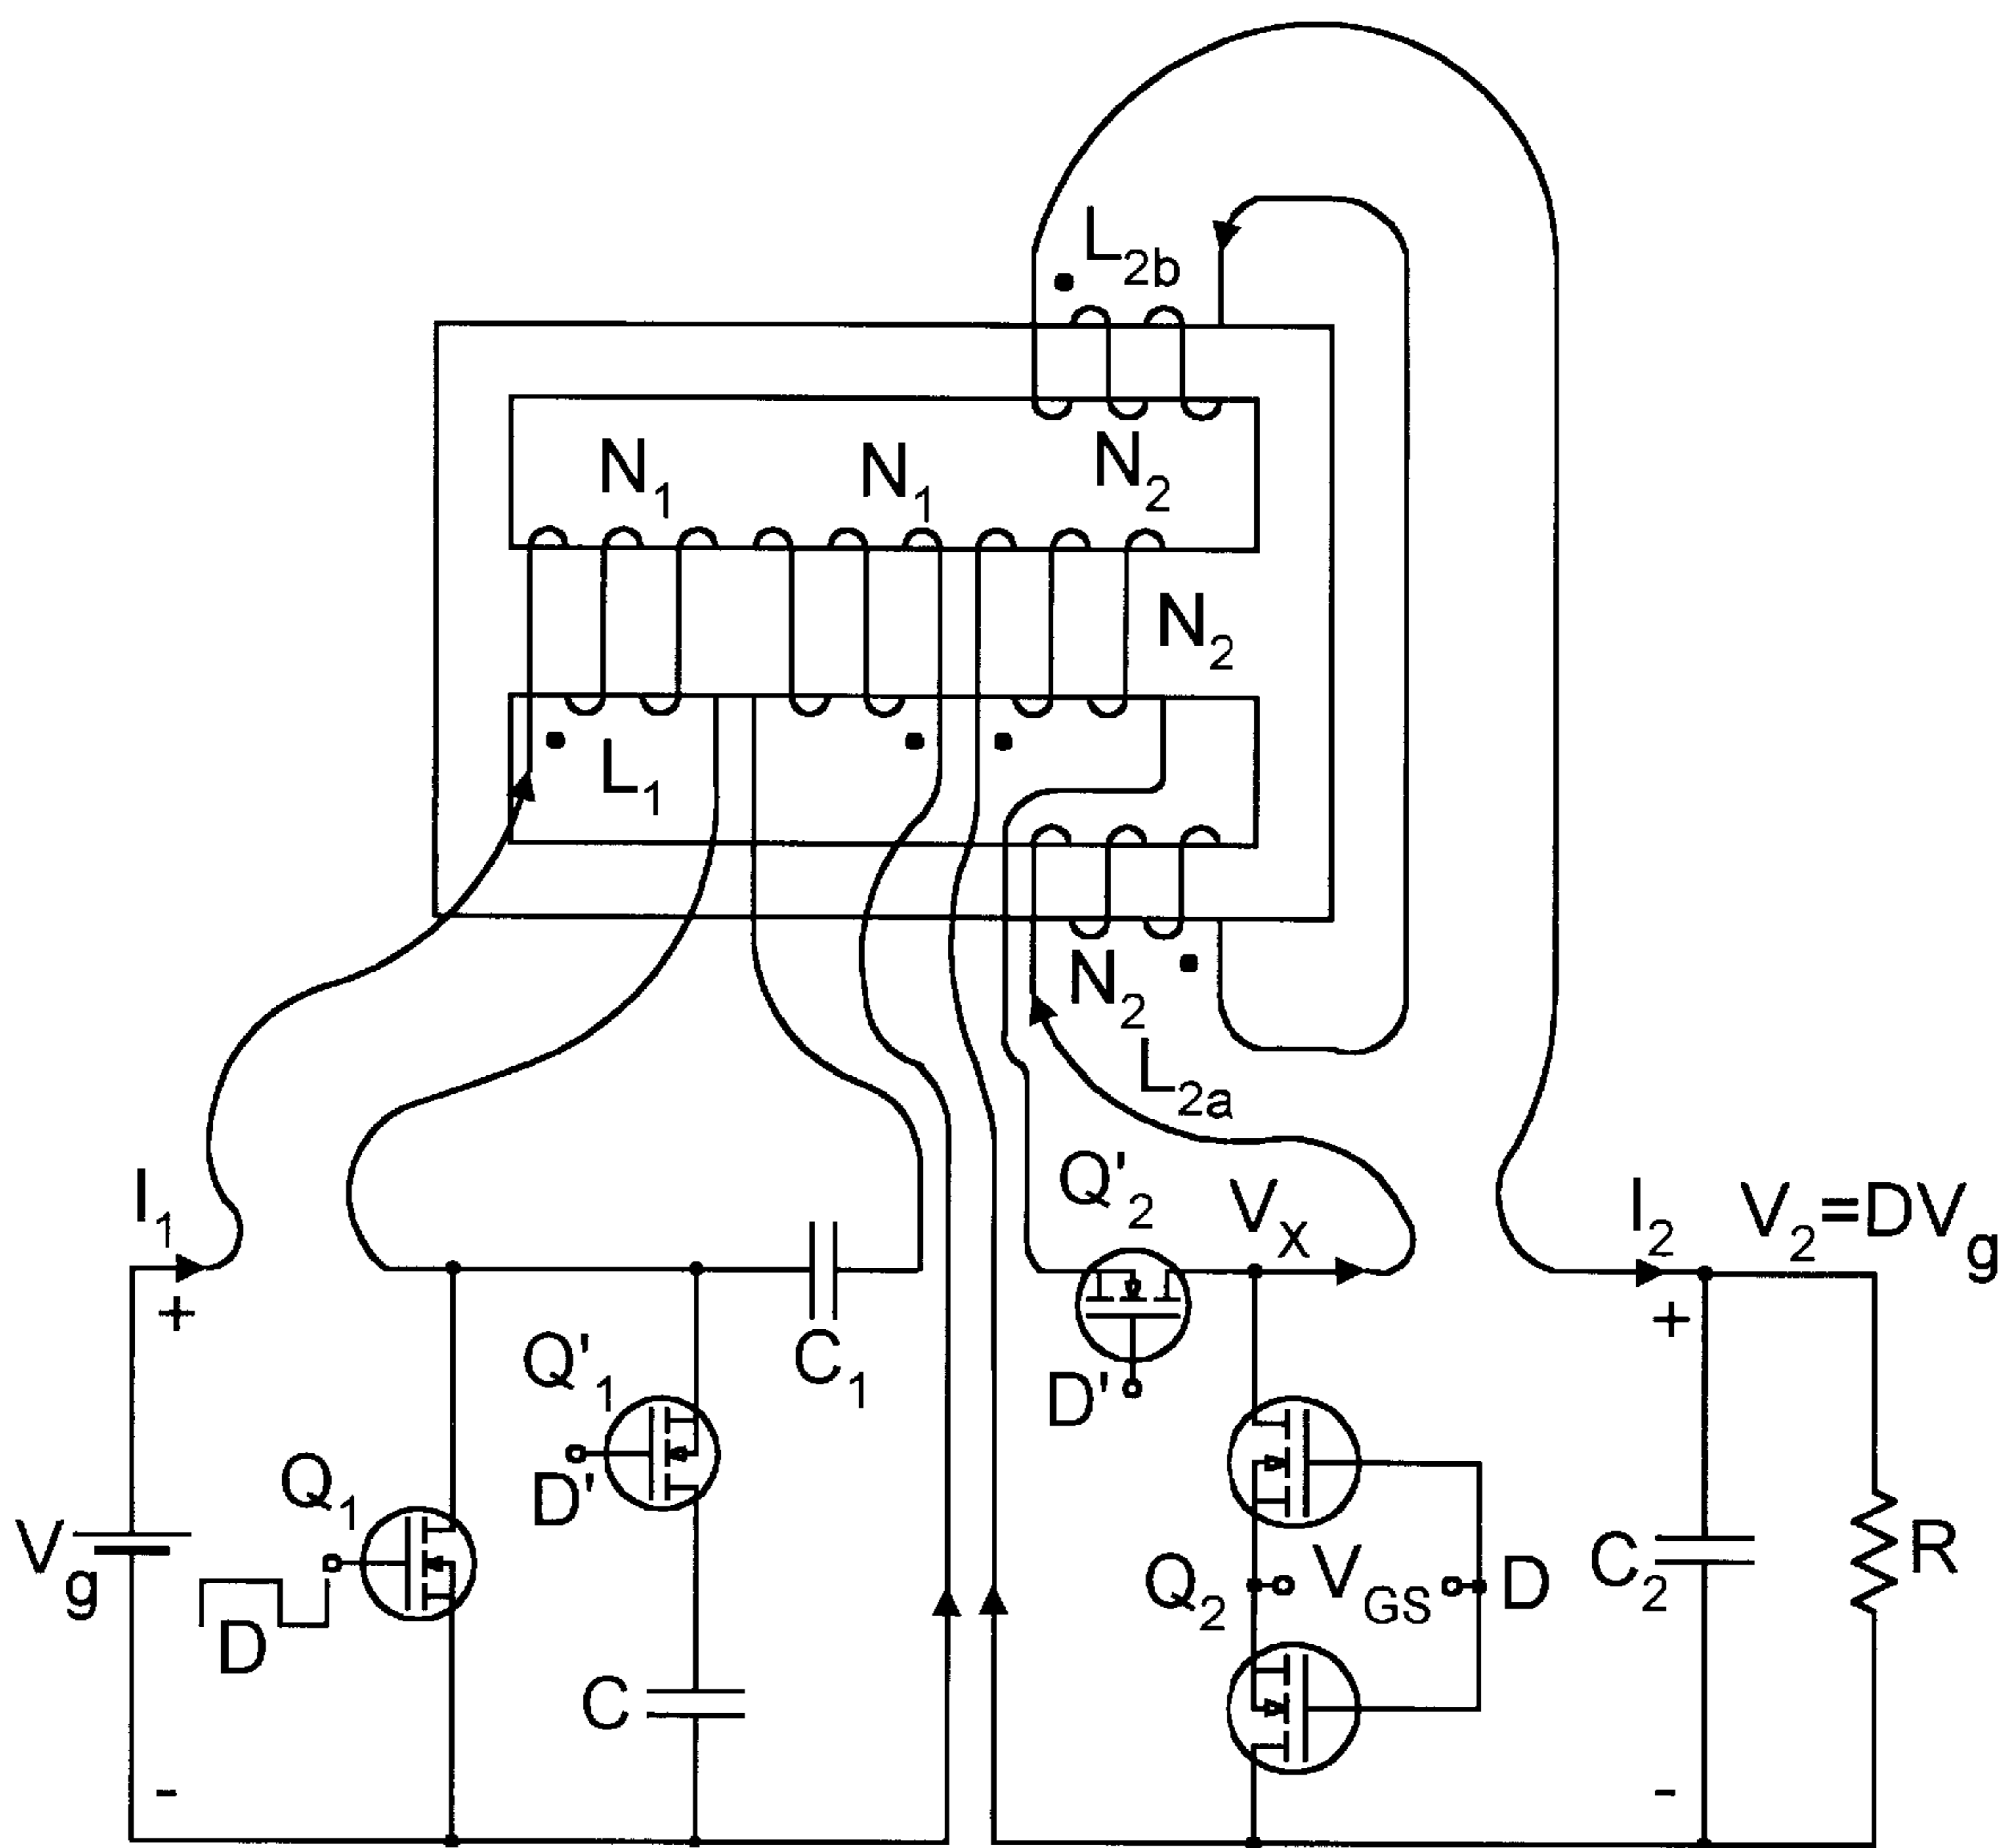 L2b
N1 N1 N2
N2
L1
N2
L2a
I1 Q'2 VX I2 V2=DVg
+ +
Q'1 C1
D' D'
Q1
Vg Q2 VGS D C2 R
D
C
- -